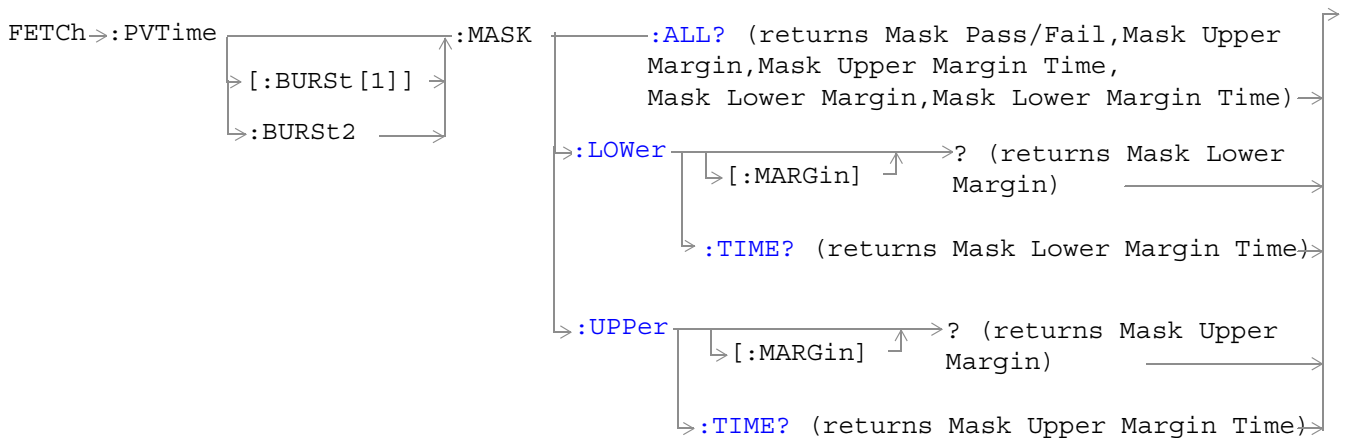 FETCh :PVTime :MASK :ALL? (returns Mask Pass/Fail,Mask Upper
Margin,Mask Upper Margin Time,
Mask Lower Margin,Mask Lower Margin Time)
[:BURSt[1]]
:BURSt2
:LOWer ? (returns Mask Lower
[:MARGin] Margin)
:TIME? (returns Mask Lower Margin Time)
:UPPer ? (returns Mask Upper
[:MARGin] Margin)
:TIME? (returns Mask Upper Margin Time)